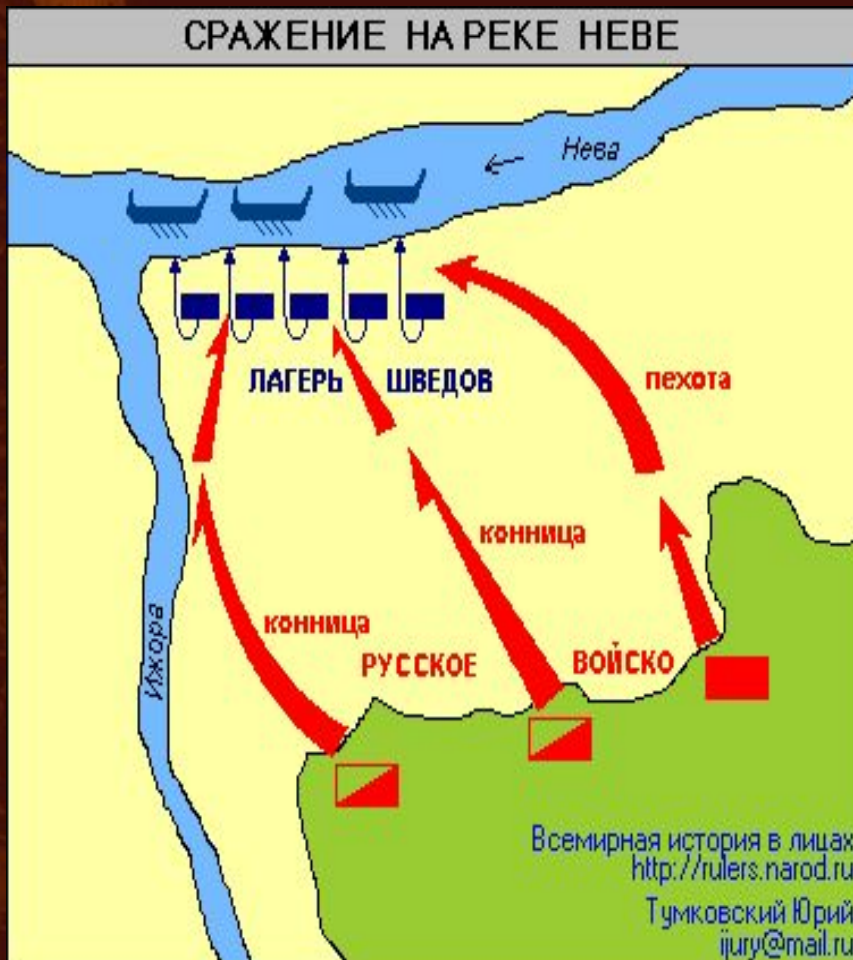 СРАЖЕНИЕ НА РЕКЕ НЕВЕ
Нева
ЛАГЕРЬ ШВЕДОВ
пехота
конница
конница
Ижора
РУССКОЕ ВОЙСКО
Всемирная история в лицах
http://rulers.narod.ru
Тумковский Юрий
ijury@mail.ru